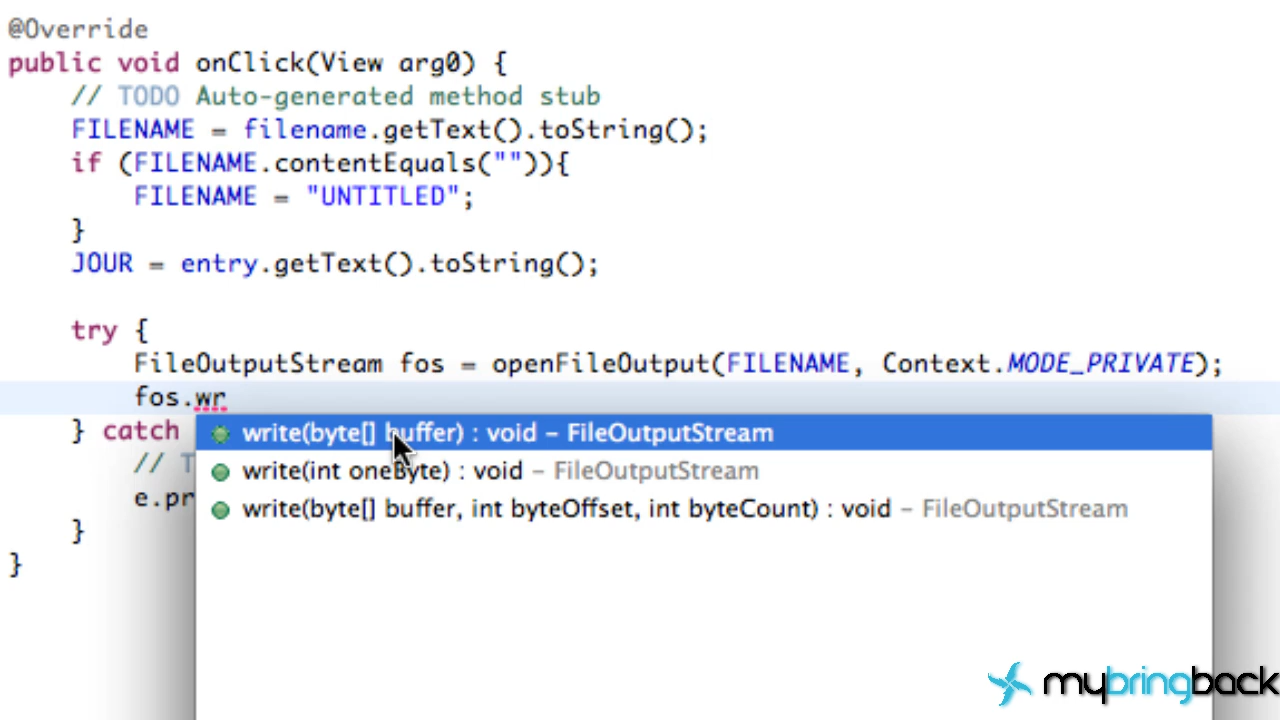 @Override
public void onClick(View arg0) {
// TODO Auto-generated method stub
FILENAME = filename.getText().toString();
if (FILENAME.contentEquals("")){
FILENAME = "UNTITLED";
}
JOUR = entry.getText().toString();
try {
FileOutputStream fos = openFileOutput(FILENAME, Context.MODE_PRIVATE);
fos.wr
} catch
write(byte[] buffer) : void – FileOutputStream
// T
write(int oneByte) : void – FileOutputStream
e.pr
write(byte[] buffer, int byteOffset, int byteCount) : void – FileOutputStream
}
}
mybringback